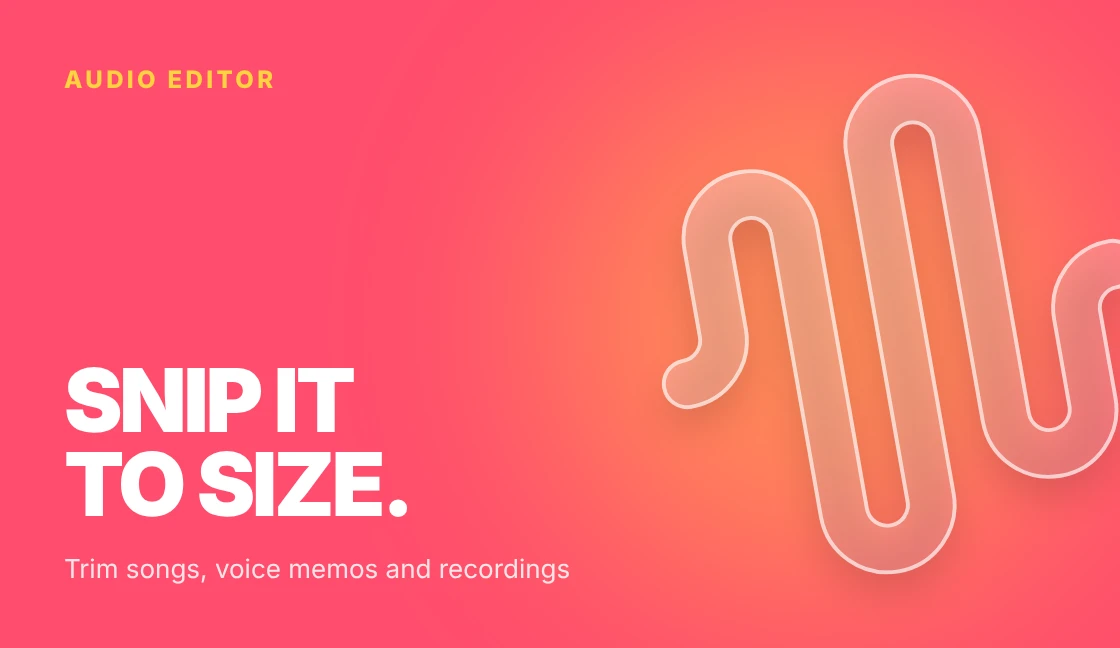 AUDIO EDITOR
SNIP IT
TO SIZE.
Trim songs, voice memos and recordings